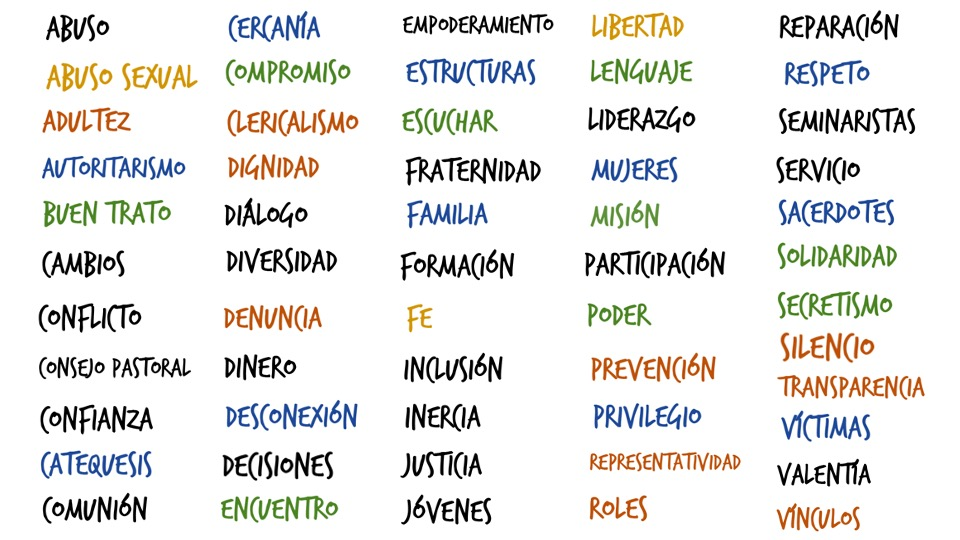 ABUSO
ABUSO SEXUAL
ADULTEZ
AUTORITARISMO
BUEN TRATO
CAMBIOS
CONFLICTO
CONSEJO PASTORAL
CONFIANZA
CATEQUESIS
COMUNIÓN
CERCANÍA
COMPROMISO
CLERICALISMO
DIGNIDAD
DIÁLOGO
DIVERSIDAD
DENUNCIA
DINERO
DESCONEXIÓN
DECISIONES
ENCUENTRO
EMPODERAMIENTO
ESTRUCTURAS
ESCUCHAR
FRATERNIDAD
FAMILIA
FORMACIÓN
FE
INCLUSIÓN
INERCIA
JUSTICIA
JÓVENES
LIBERTAD
LENGUAJE
LIDERAZGO
MUJERES
MISIÓN
PARTICIPACIÓN
PODER
PREVENCIÓN
PRIVILEGIO
REPRESENTATIVIDAD
ROLES
REPARACIÓN
RESPETO
SEMINARISTAS
SERVICIO
SACERDOTES
SOLIDARIDAD
SECRETISMO
SILENCIO
TRANSPARENCIA
VÍCTIMAS
VALENTÍA
VÍNCULOS